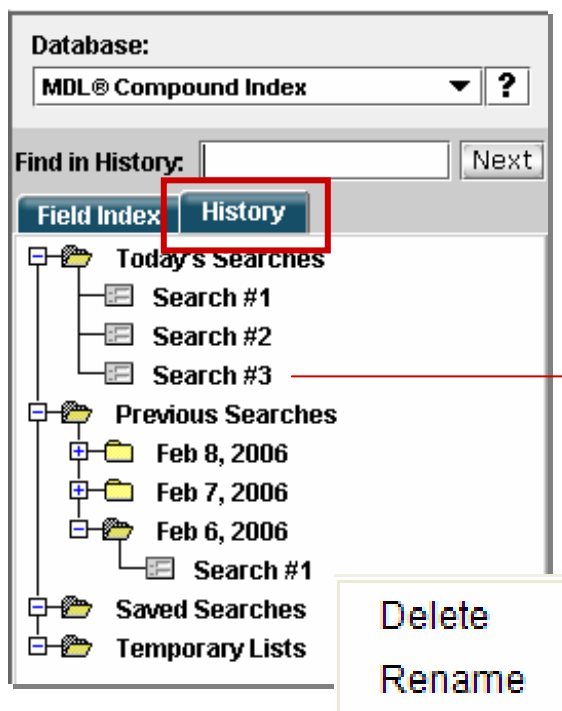 Database:
MDL® Compound Index ?
Find in History: Next
Field Index History
Today's Searches
Search #1
Search #2
Search #3
Previous Searches
Feb 8, 2006
Feb 7, 2006
Feb 6, 2006
Search #1
Saved Searches
Temporary Lists
Delete
Rename